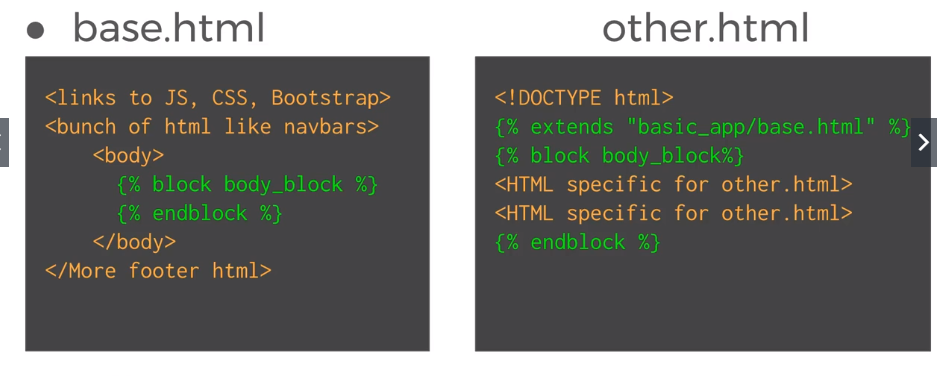 ● base.html
<links to JS, CSS, Bootstrap>
<bunch of html like navbars>
<body>
{% block body_block %}
{% endblock %}
</body>
</More footer html>
other.html
<!DOCTYPE html>
{% extends "basic_app/base.html" %}
{% block body_block%}
<HTML specific for other.html>
<HTML specific for other.html>
{% endblock %}